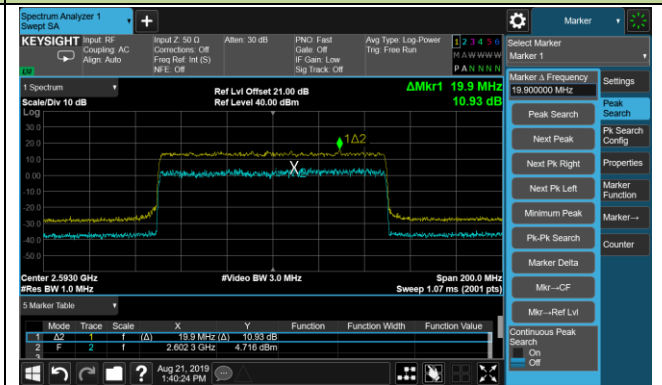 Spectrum Analyzer 1
Swept SA
+
Marker
KEYSIGHT
Input: RF
Coupling: AC
Align: Auto
Input Z: 50 Ω
Corrections: Off
Freq Ref: Int (S)
NFE: Off
Atten: 30 dB
PNO: Fast
Gate: Off
IF Gain: Low
Sig Track: Off
Avg Type: Log-Power
Trig: Free Run
1 2 3 4 5 6
M A W W W W
P A N N N N
Select Marker
Marker 1
LXI
1 Spectrum
Scale/Div 10 dB
Ref Lvl Offset 21.00 dB
Ref Level 40.00 dBm
ΔMkr1 19.9 MHz
10.93 dB
Log
30.0
20.0
10.0
0.00
-10.0
-20.0
-30.0
-40.0
-50.0
1Δ2
X
Center 2.5930 GHz
#Res BW 1.0 MHz
#Video BW 3.0 MHz
Span 200.0 MHz
Sweep 1.07 ms (2001 pts)
5 Marker Table
Mode Trace Scale X Y Function Function Width Function Value
1 Δ2 1 f (Δ) 19.9 MHz (Δ) 10.93 dB
2 F 2 f 2.602 3 GHz 4.716 dBm
3
Marker Δ Frequency
19.900000 MHz
Peak Search
Next Peak
Next Pk Right
Next Pk Left
Minimum Peak
Pk-Pk Search
Marker Delta
Mkr→CF
Mkr→Ref Lvl
Continuous Peak
Search
On
Off
Settings
Peak
Search
Pk Search
Config
Properties
Marker
Function
Marker→
Counter
?
Aug 21, 2019
1:40:24 PM